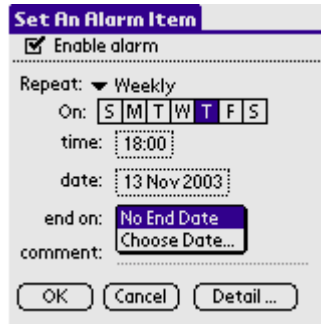 Set An Alarm Item
Enable alarm
Repeat: Weekly
On: S M T W T F S
time: 18:00
date: 13 Nov 2003
end on: No End Date
Choose Date...
comment:
OK Cancel Detail ...